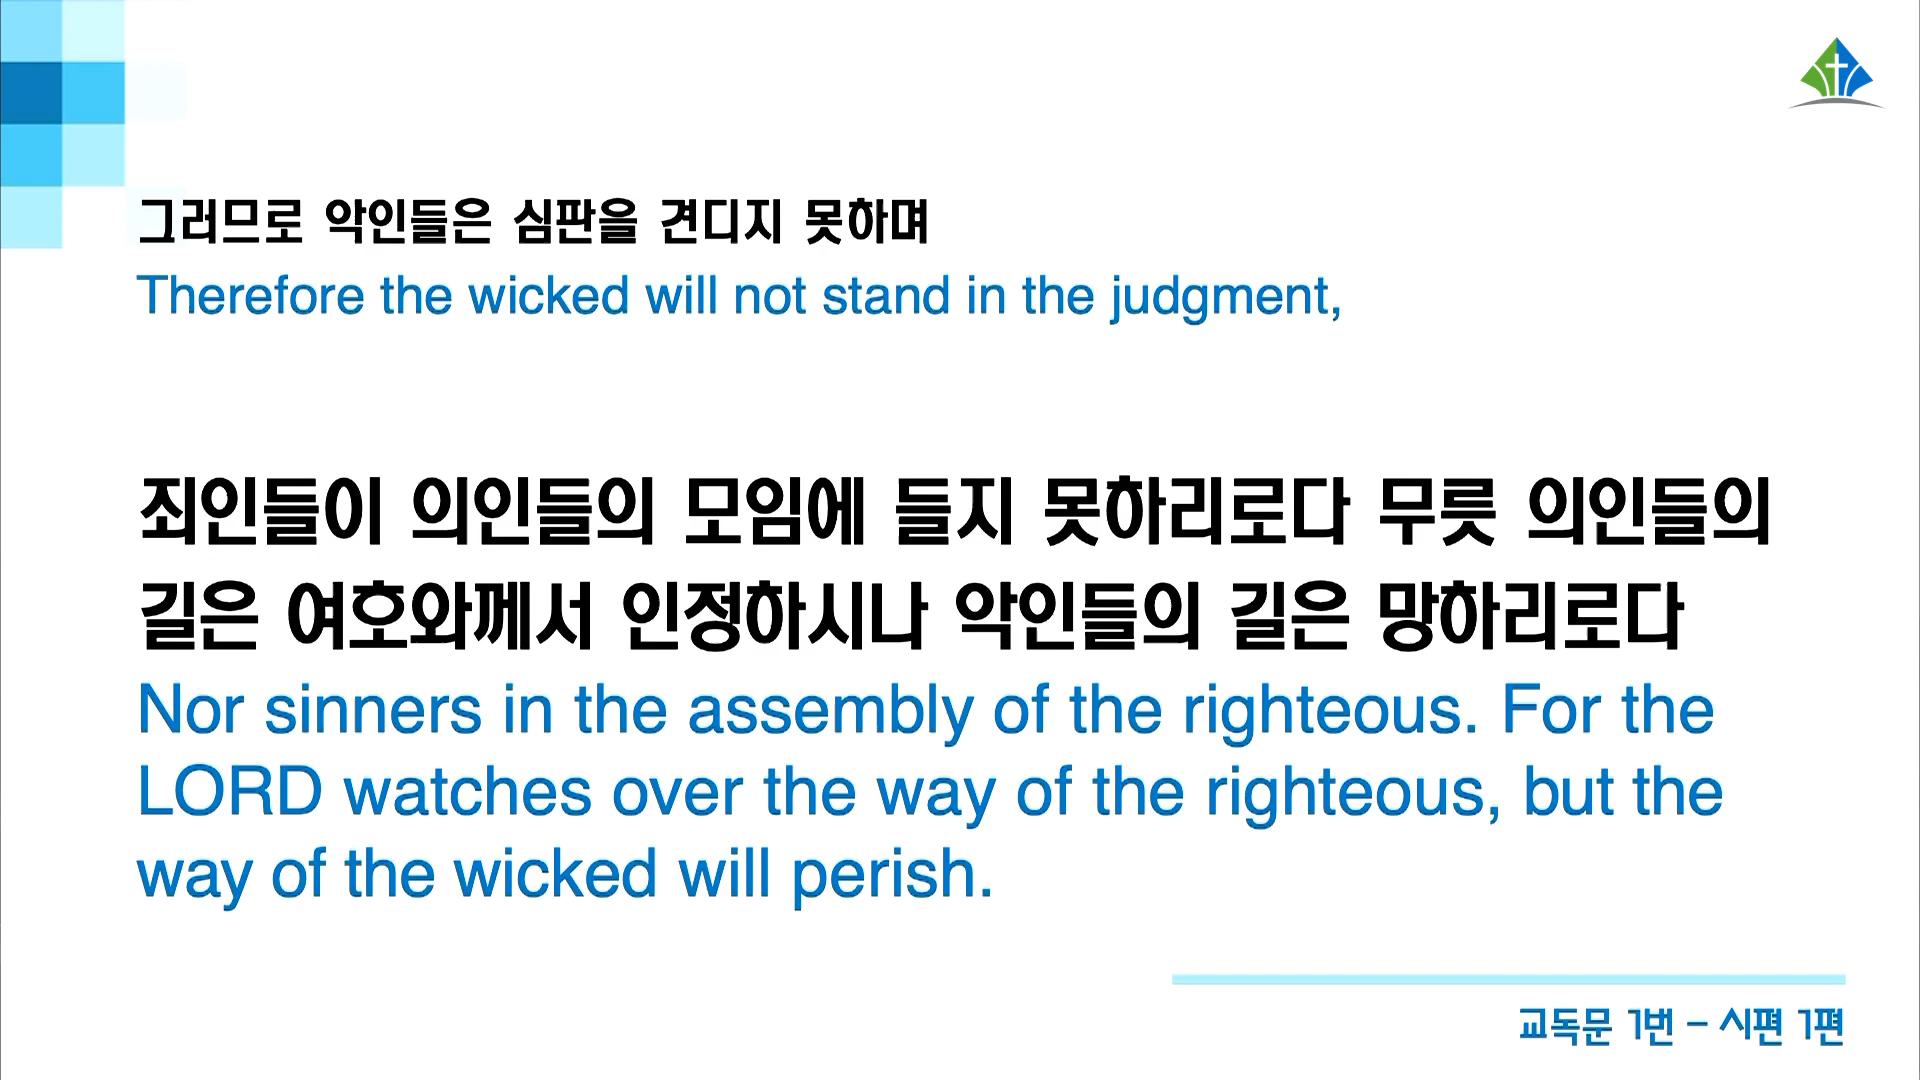 그러므로 악인들은 심판을 견디지 못하며
Therefore the wicked will not stand in the judgment,
죄인들이 의인들의 모임에 들지 못하리로다 무릇 의인들의
길은 여호와께서 인정하시나 악인들의 길은 망하리로다
Nor sinners in the assembly of the righteous. For the
LORD watches over the way of the righteous, but the
way of the wicked will perish.
교독문 1번 – 시편 1편